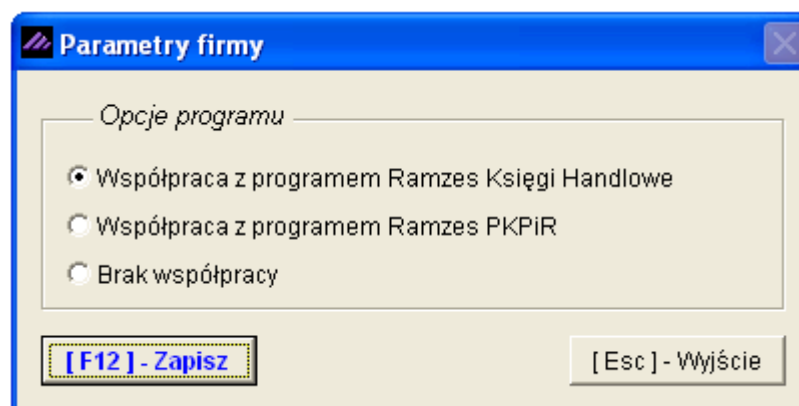 Parametry firmy
Opcje programu
Współpraca z programem Ramzes Księgi Handlowe
Współpraca z programem Ramzes PKPiR
Brak współpracy
[ F12 ] - Zapisz
[ Esc ] - Wyjście